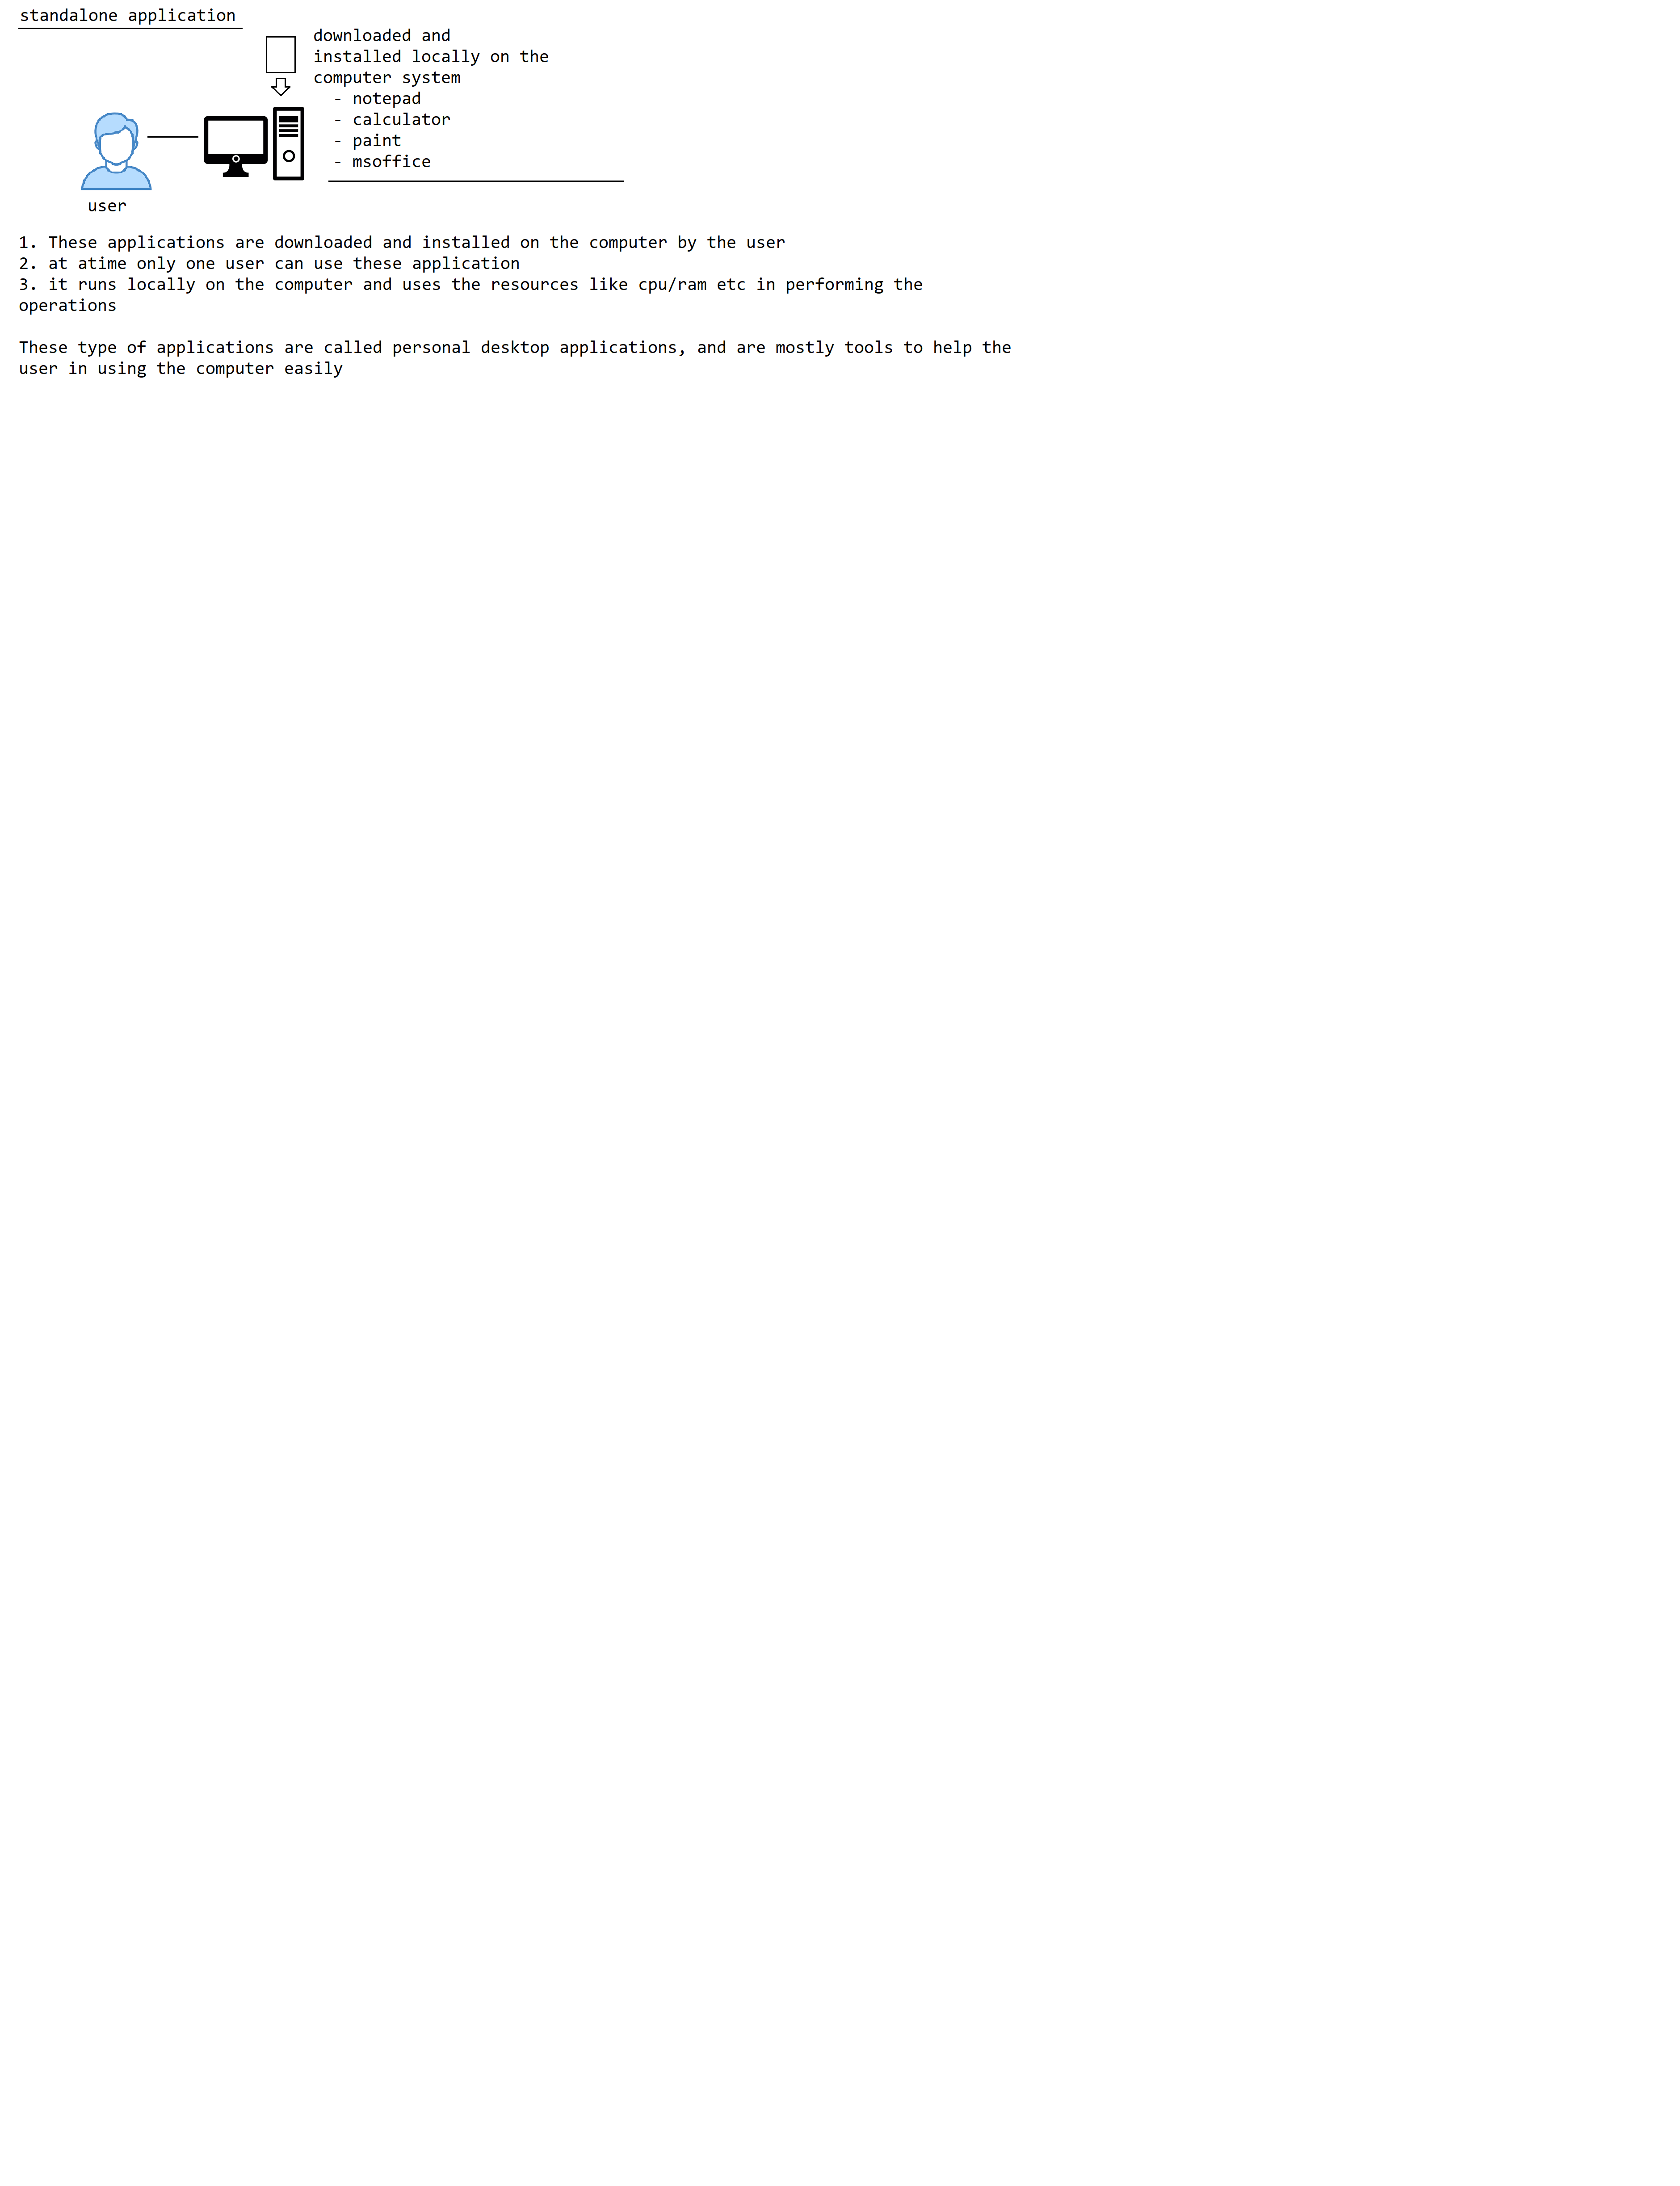 standalone application
downloaded and
installed locally on the
computer system
- notepad
- calculator
- paint
- msoffice
user
1. These applications are downloaded and installed on the computer by the user
2. at atime only one user can use these application
3. it runs locally on the computer and uses the resources like cpu/ram etc in performing the
operations
These type of applications are called personal desktop applications, and are mostly tools to help the
user in using the computer easily